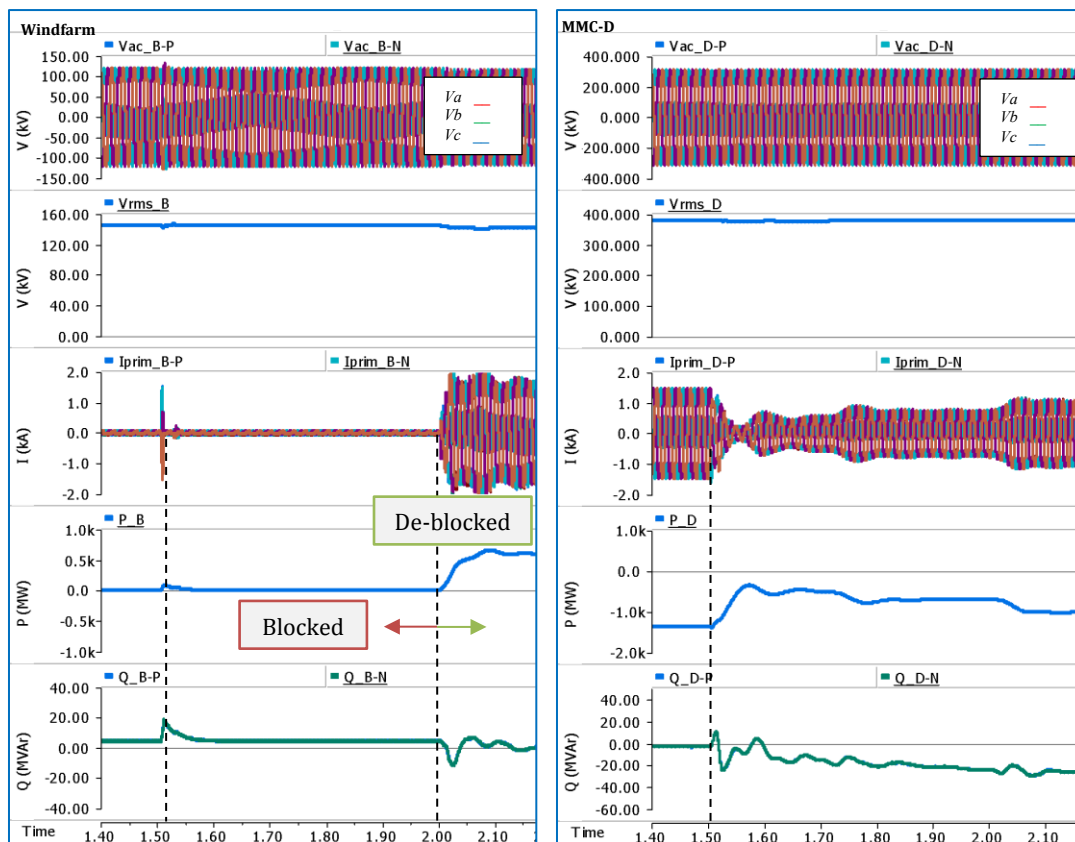 Windfarm
Vac_B-P Vac_B-N
V (kV)
150.00
100.00
50.00
0.00
-50.00
-100.00
-150.00
Va
Vb
Vc
Vrms_B
V (kV)
160.00
120.00
80.00
40.00
0.00
Iprim_B-P Iprim_B-N
I (kA)
2.0
1.0
0.0
-1.0
-2.0
De-blocked
P_B
P (MW)
1.0k
0.5k
0.0
-0.5k
-1.0k
Blocked
Q_B-P Q_B-N
Q (MVAr)
40.00
20.00
0.00
-20.00
-40.00
Time 1.40 1.50 1.60 1.70 1.80 1.90 2.00 2.10
MMC-D
Vac_D-P Vac_D-N
V (kV)
400.000
200.000
0.000
-200.000
-400.000
Va
Vb
Vc
Vrms_D
V (kV)
400.000
300.000
200.000
100.000
0.000
Iprim_D-P Iprim_D-N
I (kA)
2.0
1.0
0.0
-1.0
-2.0
P_D
P (MW)
1.0k
0.0
-1.0k
-2.0k
Q_D-P Q_D-N
Q (MVAr)
40.00
20.00
0.00
-20.00
-40.00
-60.00
Time 1.40 1.50 1.60 1.70 1.80 1.90 2.00 2.10